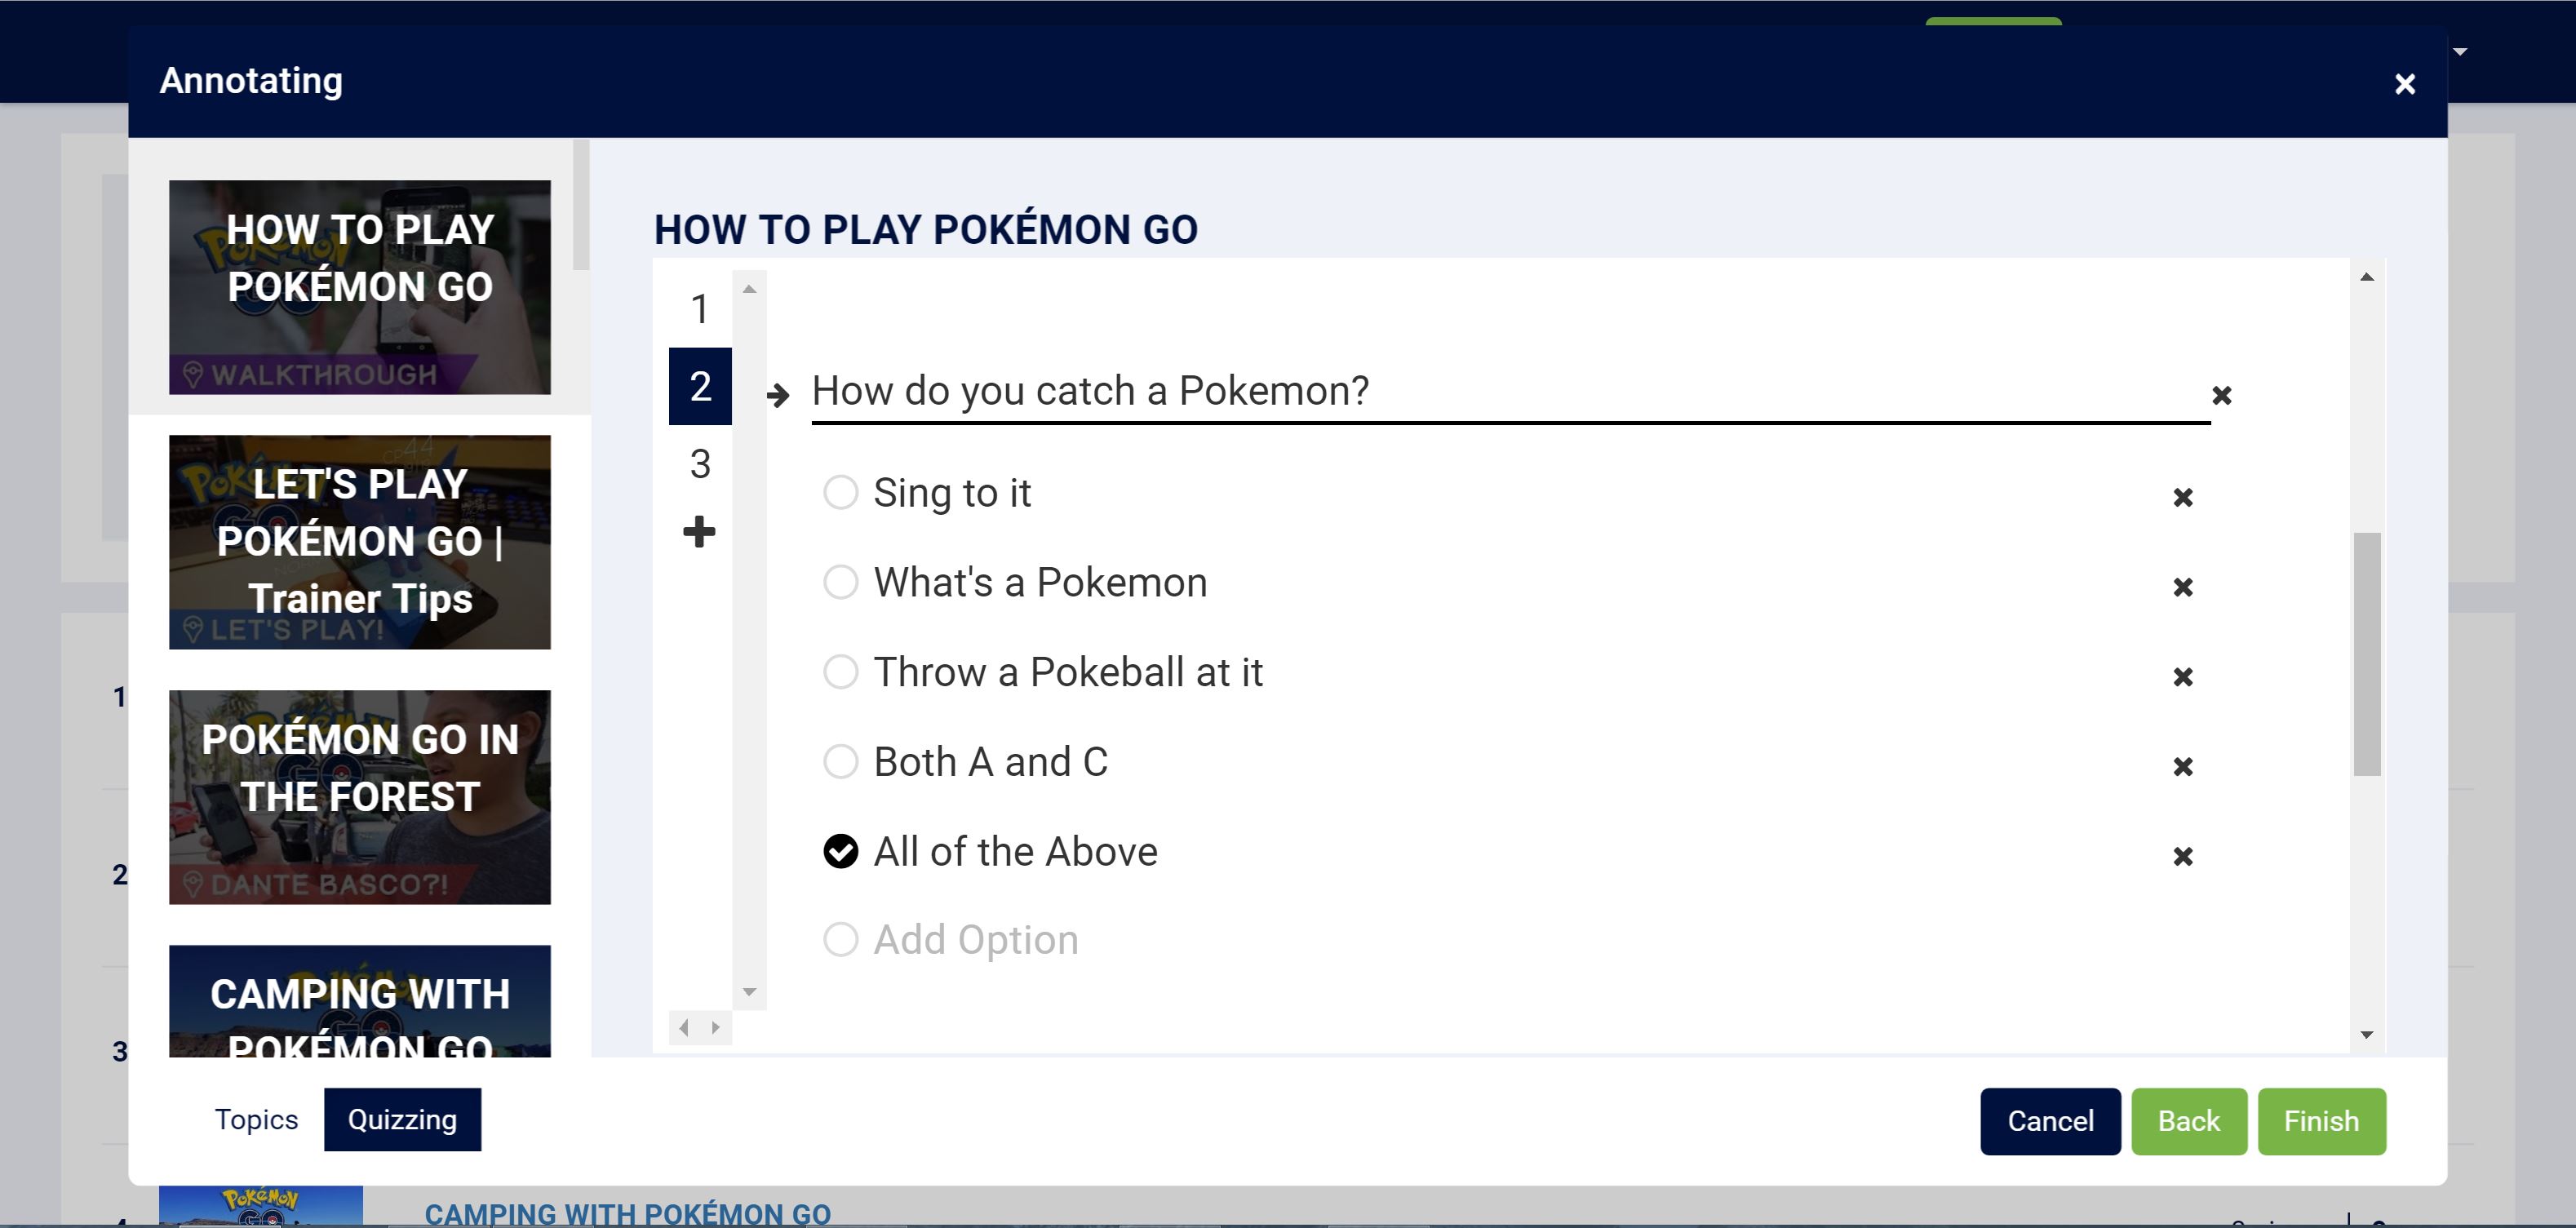 Annotating
HOW TO PLAY
POKÉMON GO
WALKTHROUGH
LET'S PLAY
POKÉMON GO |
Trainer Tips
LET'S PLAY!
POKÉMON GO IN
THE FOREST
DANTE BASCO?!
CAMPING WITH
POKÉMON GO
HOW TO PLAY POKÉMON GO
1
2
3
How do you catch a Pokemon?
Sing to it
What's a Pokemon
Throw a Pokeball at it
Both A and C
All of the Above
Add Option
Topics
Quizzing
Cancel
Back
Finish
1
2
3
POKÉMON
GO
CAMPING WITH POKÉMON GO